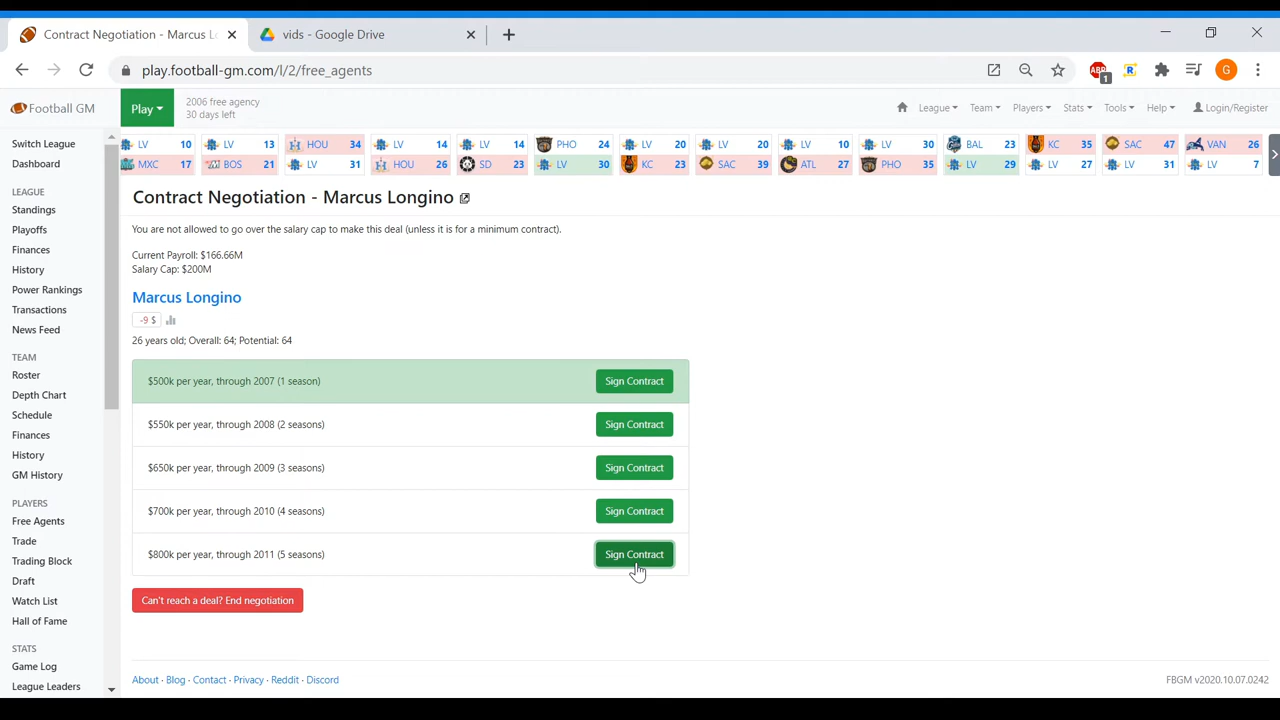 Contract Negotiation - Marcus Lo
vids - Google Drive
play.football-gm.com/l/2/free_agents
ABP
1
R
G
Football GM
Play
2006 free agency
30 days left
League
Team
Players
Stats
Tools
Help
Login/Register
LV 10
MXC 17
LV 13
BOS 21
HOU 34
LV 31
LV 14
HOU 26
LV 14
SD 23
PHO 24
LV 30
LV 20
KC 23
LV 20
SAC 39
LV 10
ATL 27
LV 30
PHO 35
BAL 23
LV 29
KC 35
LV 27
SAC 47
LV 31
VAN 26
LV 7
Switch League
Dashboard
LEAGUE
Standings
Playoffs
Finances
History
Power Rankings
Transactions
News Feed
TEAM
Roster
Depth Chart
Schedule
Finances
History
GM History
PLAYERS
Free Agents
Trade
Trading Block
Draft
Watch List
Hall of Fame
STATS
Game Log
League Leaders
Contract Negotiation - Marcus Longino
You are not allowed to go over the salary cap to make this deal (unless it is for a minimum contract).
Current Payroll: $166.66M
Salary Cap: $200M
Marcus Longino
-9 $
26 years old; Overall: 64; Potential: 64
$500k per year, through 2007 (1 season) Sign Contract
$550k per year, through 2008 (2 seasons) Sign Contract
$650k per year, through 2009 (3 seasons) Sign Contract
$700k per year, through 2010 (4 seasons) Sign Contract
$800k per year, through 2011 (5 seasons) Sign Contract
Can't reach a deal? End negotiation
About · Blog · Contact · Privacy · Reddit · Discord
FBGM v2020.10.07.0242